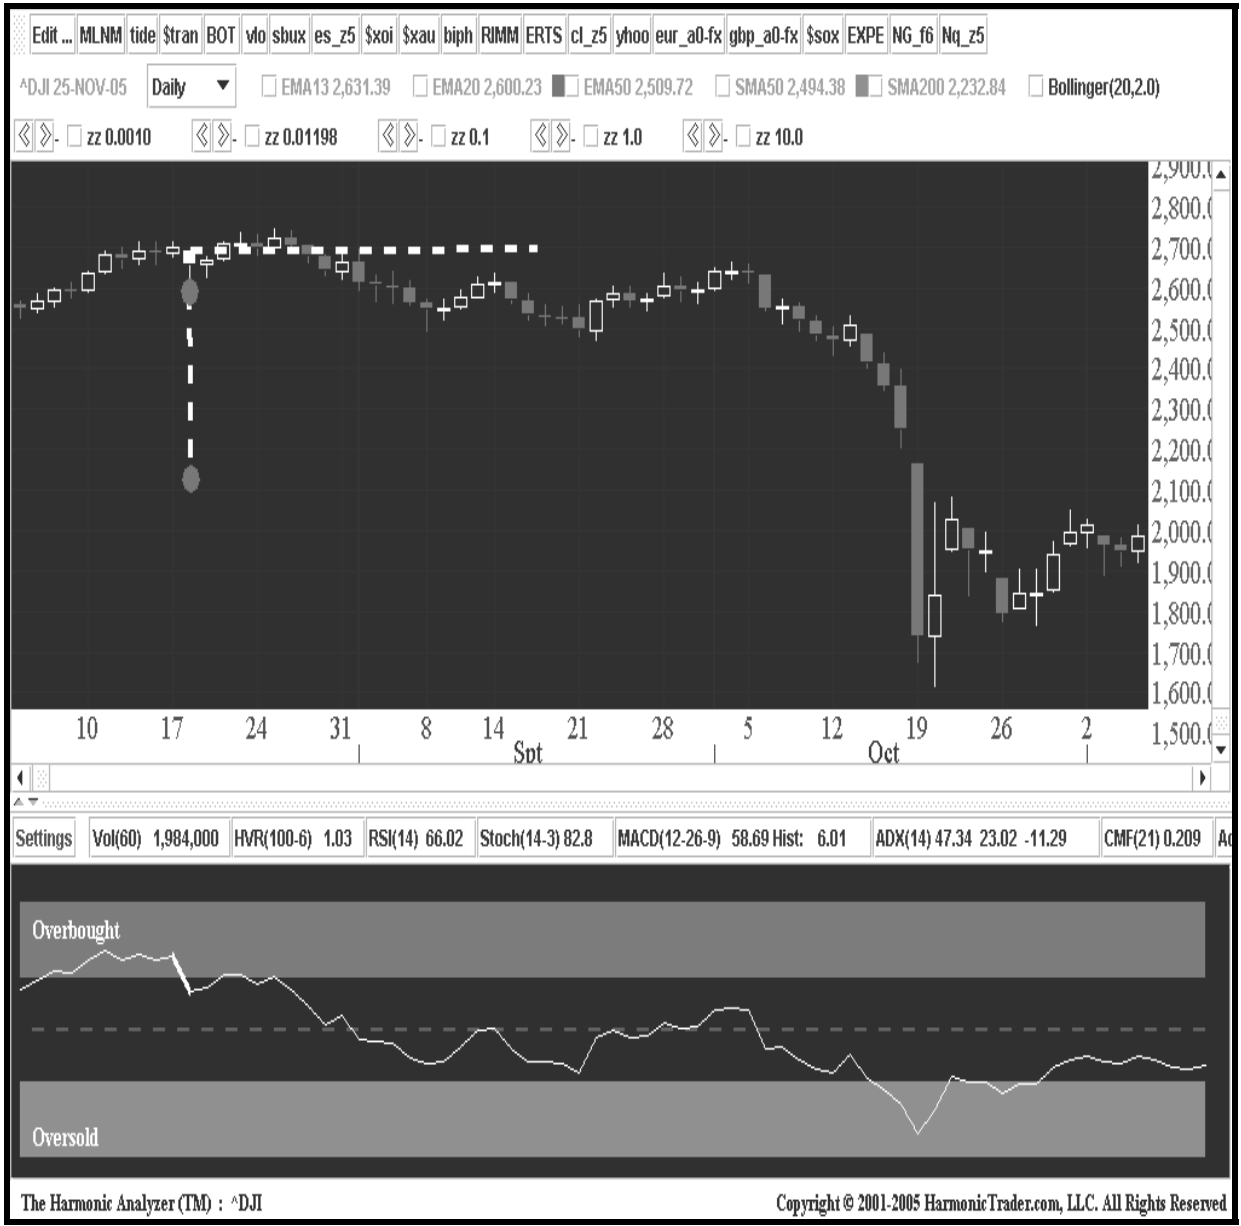 Edit ... MLNM tide $tran BOT vlo sbux es_z5 $xoi $xau biph RIMM ERTS cl_z5 yhoo eur_a0-fx gbp_a0-fx $sox EXPE NG_f6 Nq_z5
^DJI 25-NOV-05 Daily EMA13 2,631.39 EMA20 2,600.23 EMA50 2,509.72 SMA50 2,494.38 SMA200 2,232.84 Bollinger(20,2.0)
zz 0.0010 zz 0.01198 zz 0.1 zz 1.0 zz 10.0
2,900.
2,800.
2,700.
2,600.
2,500.
2,400.
2,300.
2,200.
2,100.
2,000.
1,900.
1,800.
1,700.
1,600.
1,500.
10 17 24 31 8 14 21 28 5 12 19 26 2
Spt Oct
Settings Vol(60) 1,984,000 HVR(100-6) 1.03 RSI(14) 66.02 Stoch(14-3) 82.8 MACD(12-26-9) 58.69 Hist: 6.01 ADX(14) 47.34 23.02 -11.29 CMF(21) 0.209
Overbought
Oversold
The Harmonic Analyzer (TM) : ^DJI Copyright © 2001-2005 HarmonicTrader.com, LLC. All Rights Reserved